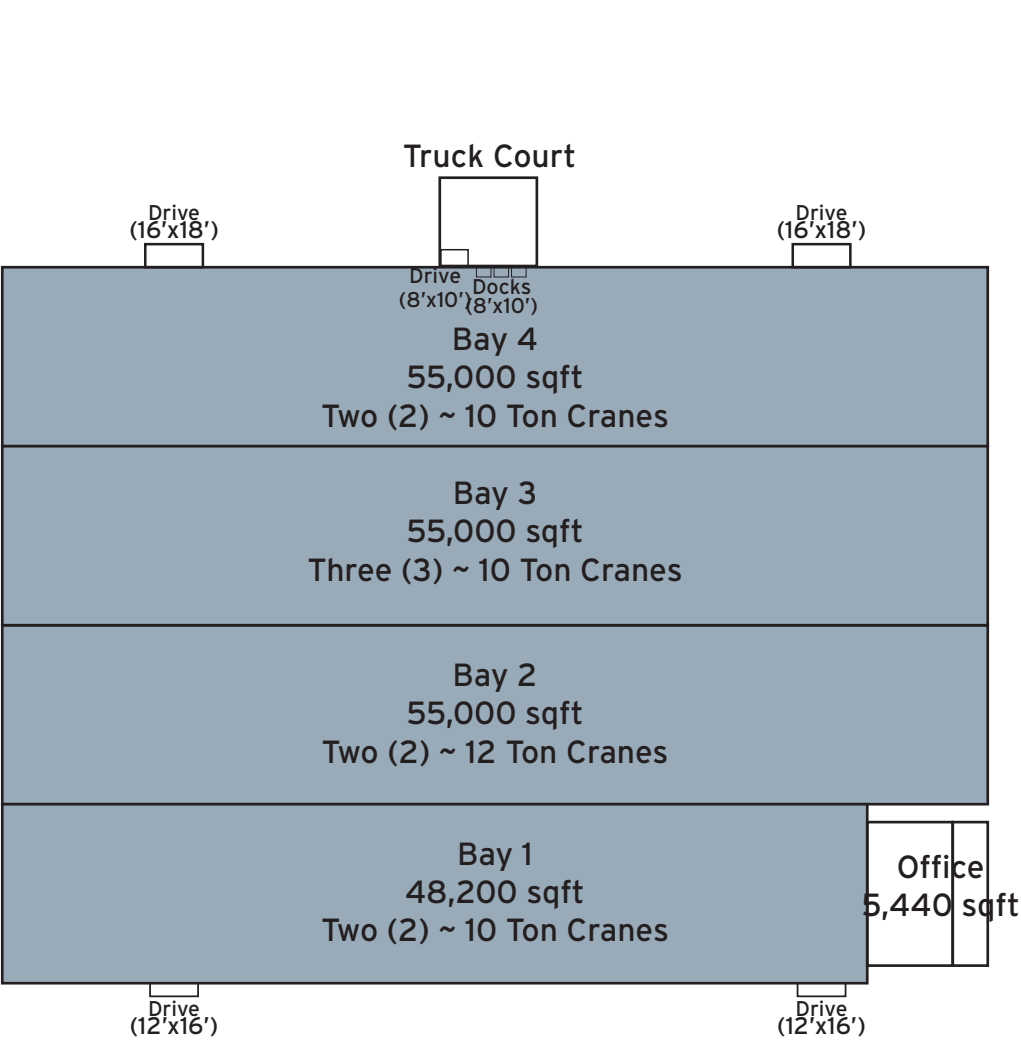 Truck Court
Drive
(16'x18')
Drive
(16'x18')
Drive
(8'x10')
Docks
(8'x10')
Bay 4
55,000 sqft
Two (2) ~ 10 Ton Cranes
Bay 3
55,000 sqft
Three (3) ~ 10 Ton Cranes
Bay 2
55,000 sqft
Two (2) ~ 12 Ton Cranes
Bay 1
48,200 sqft
Two (2) ~ 10 Ton Cranes
Office
5,440 sqft
Drive
(12'x16')
Drive
(12'x16')